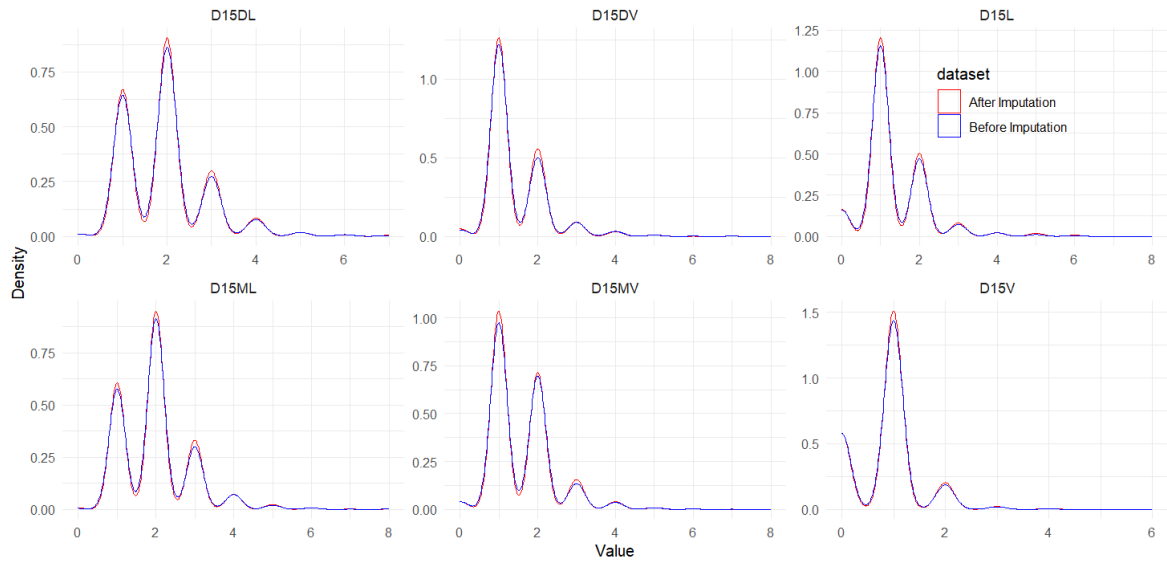 D15DL D15DV D15L
0.75
0.50
0.25
0.00
0 2 4 6
1.0
0.5
0.0
0 2 4 6 8
1.25
1.00
0.75
0.50
0.25
0.00
0 2 4 6 8
dataset
After Imputation
Before Imputation
Density
D15ML D15MV D15V
0.75
0.50
0.25
0.00
0 2 4 6 8
1.00
0.75
0.50
0.25
0.00
0 2 4 6 8
1.5
1.0
0.5
0.0
0 2 4 6
Value